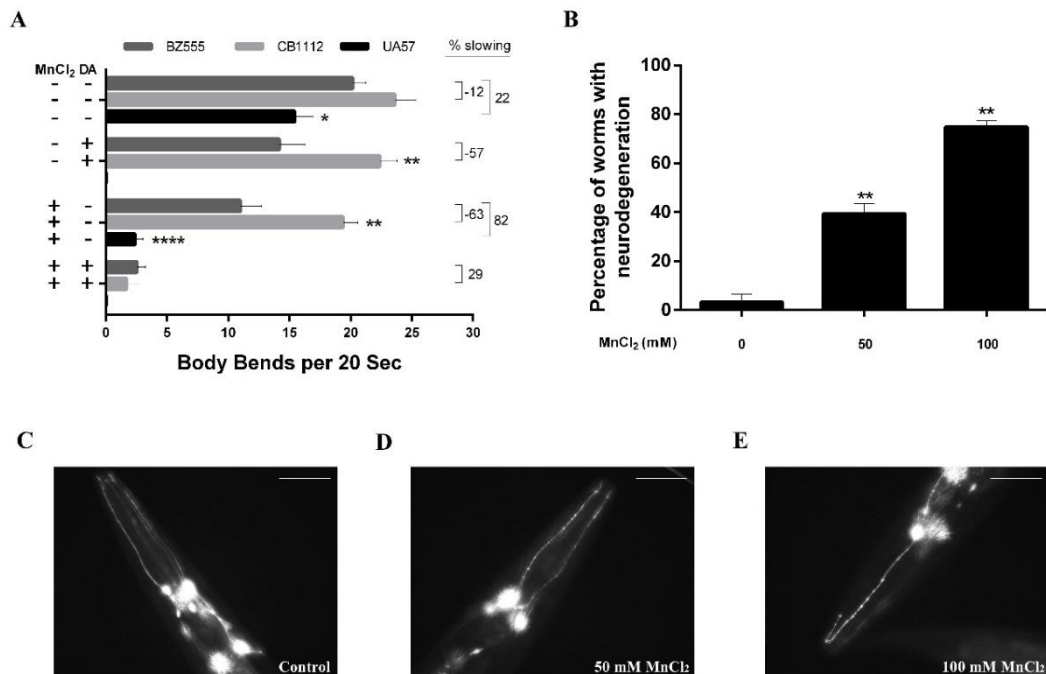 A
BZ555 CB1112 UA57 % slowing
MnCl₂ DA
- -
- -
- -
-12
22
*
- +
- +
-57
**
+ -
+ -
+ -
-63
82
**
****
+ +
+ +
29
0 5 10 15 20 25 30
Body Bends per 20 Sec
B
Percentage of worms with
neurodegeneration
100
80
60
40
20
0
**
**
MnCl₂ (mM) 0 50 100
C
Control
D
50 mM MnCl₂
E
100 mM MnCl₂